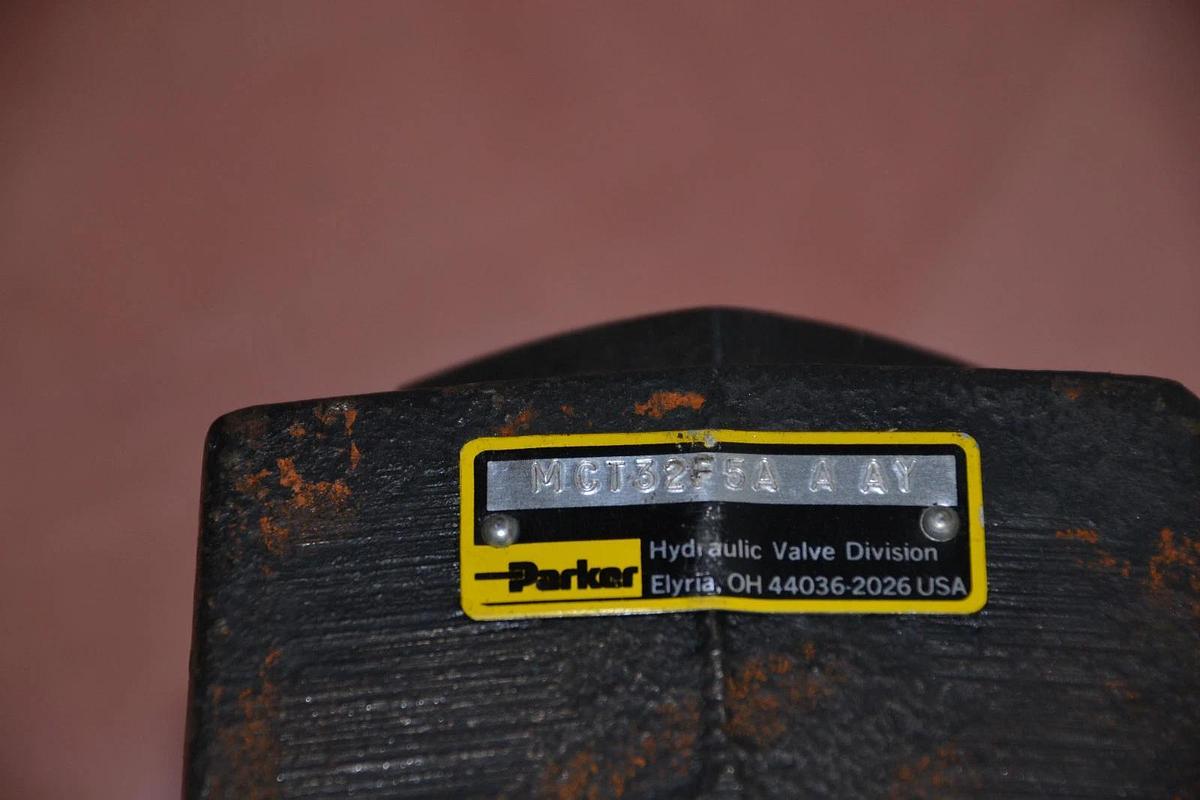 MCT32F5A A AY
Hydraulic Valve Division
Parker
Elyria, OH 44036-2026 USA